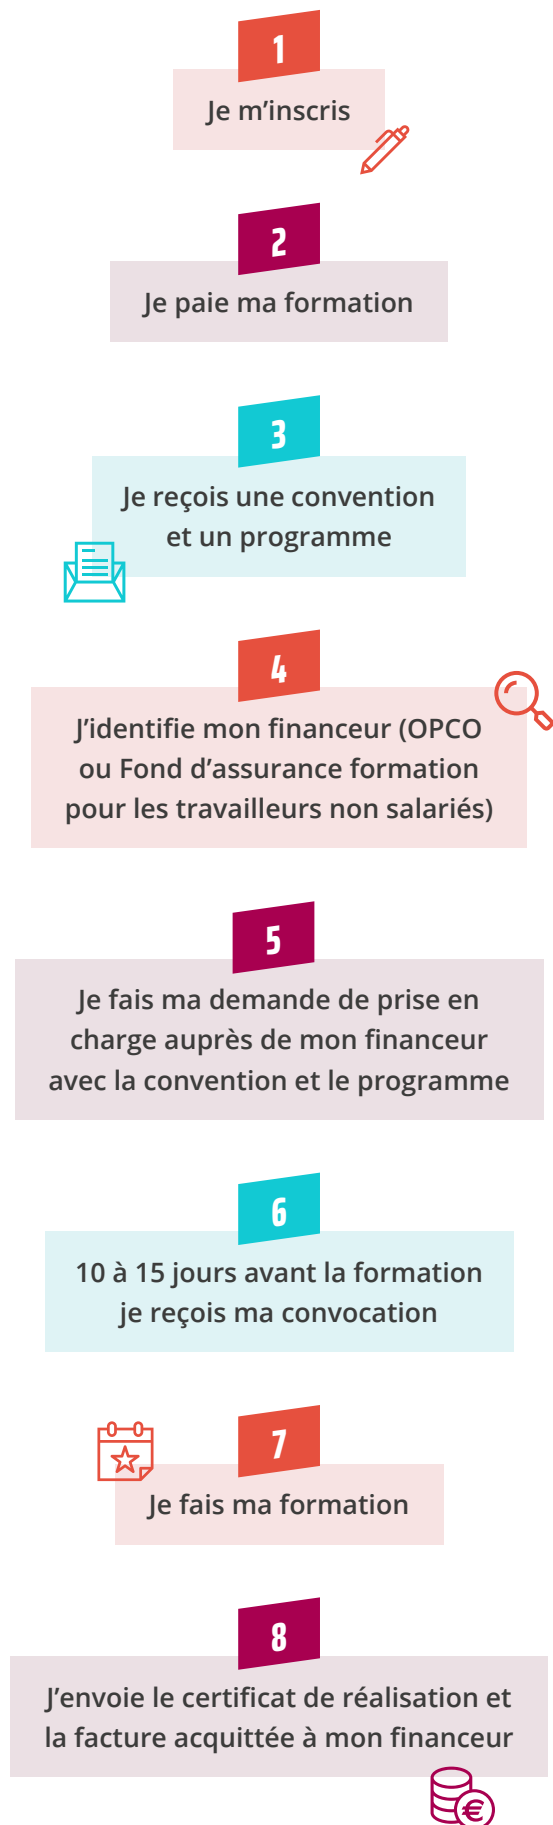 1
Je m’inscris
2
Je paie ma formation
3
Je reçois une convention
et un programme
4
J’identifie mon financeur (OPCO
ou Fond d’assurance formation
pour les travailleurs non salariés)
5
Je fais ma demande de prise en
charge auprès de mon financeur
avec la convention et le programme
6
10 à 15 jours avant la formation
je reçois ma convocation
7
Je fais ma formation
8
J’envoie le certificat de réalisation et
la facture acquittée à mon financeur
€